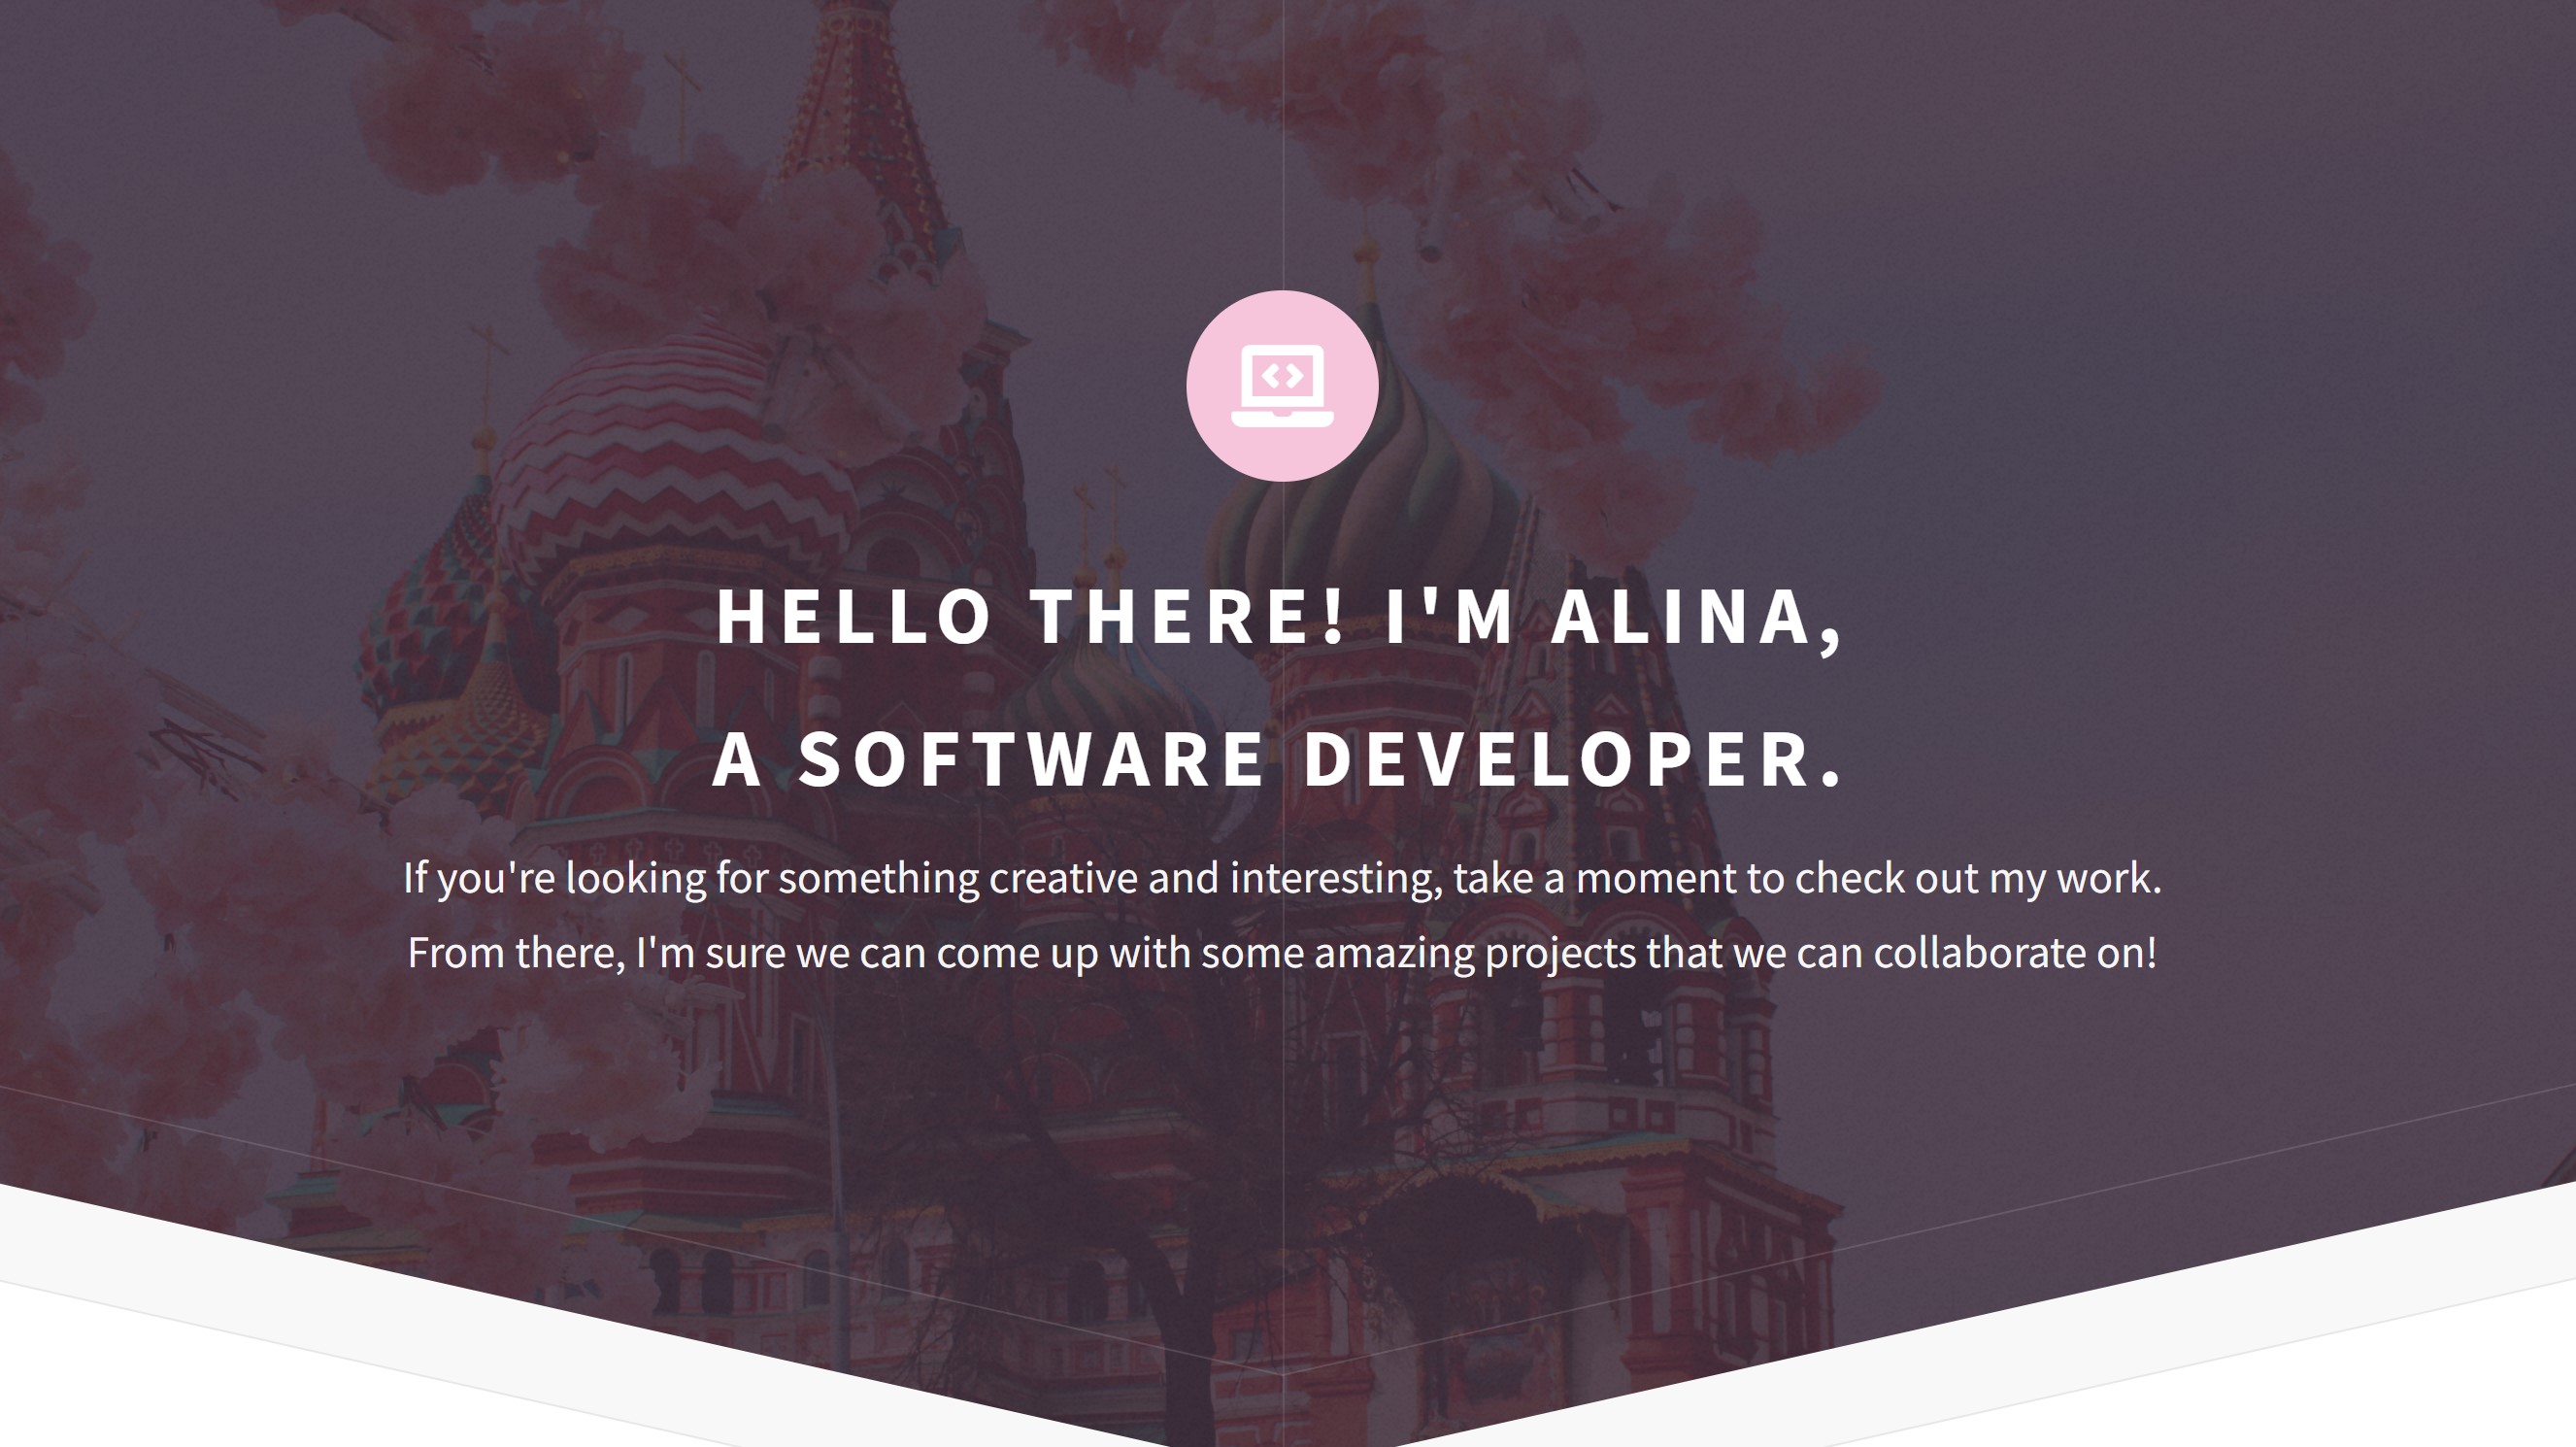 HELLO THERE! I'M ALINA,
A SOFTWARE DEVELOPER.
If you're looking for something creative and interesting, take a moment to check out my work.
From there, I'm sure we can come up with some amazing projects that we can collaborate on!